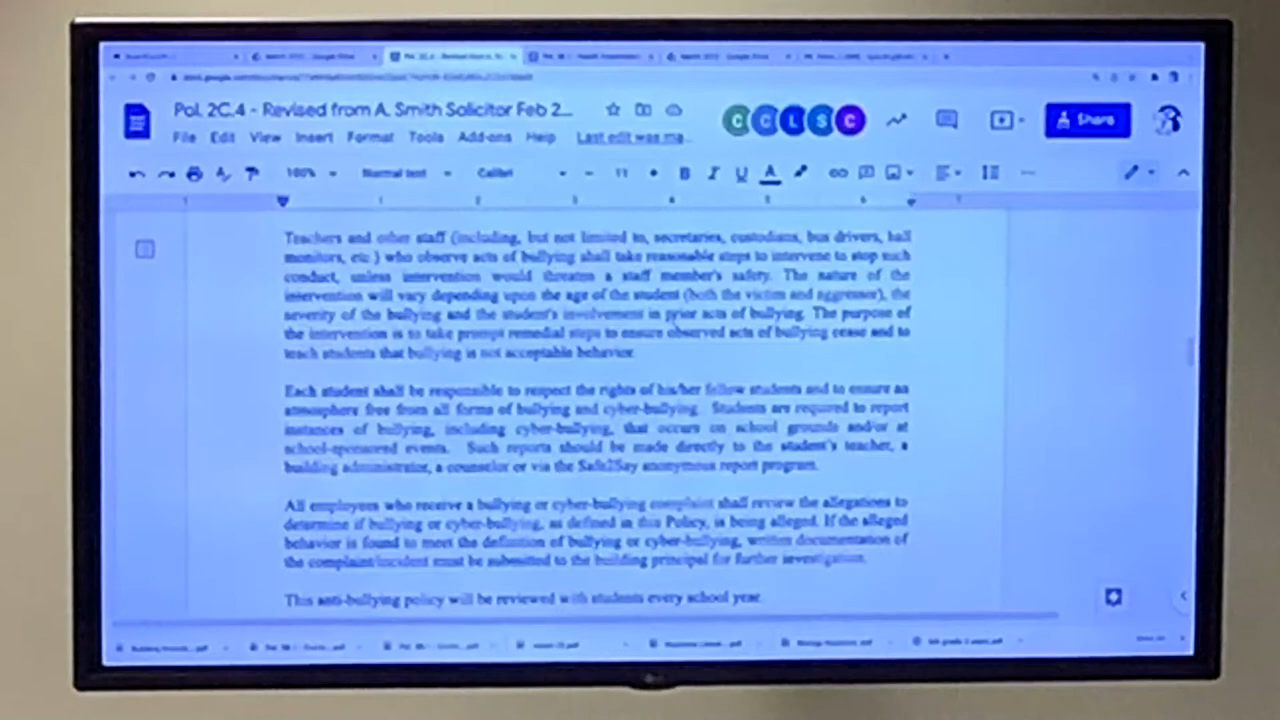 Pol. 2C.4 - Revised from A. Smith Solicitor Feb 2...
C C L S C
Share
File Edit View Insert Format Tools Add-ons Help Last edit was ma...
100% Normal text Calibri - 11 + B I U A
1 1 2 3 4 5 6 7
Teachers and other staff (including, but not limited to, secretaries, custodians, bus drivers, hall
monitors, etc.) who observe acts of bullying shall take reasonable steps to intervene to stop such
conduct, unless intervention would threaten a staff member's safety. The nature of the
intervention will vary depending upon the age of the student (both the victim and aggressor), the
severity of the bullying and the student's involvement in prior acts of bullying. The purpose of
the intervention is to take prompt remedial steps to ensure observed acts of bullying cease and to
teach students that bullying is not acceptable behavior.
Each student shall be responsible to respect the rights of his/her fellow students and to ensure an
atmosphere free from all forms of bullying and cyber-bullying. Students are required to report
instances of bullying, including cyber-bullying, that occurs on school grounds and/or at
school-sponsored events. Such reports should be made directly to the student's teacher, a
building administrator, a counselor or via the Safe2Say anonymous report program.
All employees who receive a bullying or cyber-bullying complaint shall review the allegations to
determine if bullying or cyber-bullying, as defined in this Policy, is being alleged. If the alleged
behavior is found to meet the definition of bullying or cyber-bullying, written documentation of
the complaint/incident must be submitted to the building principal for further investigation.
This anti-bullying policy will be reviewed with students every school year.
LG